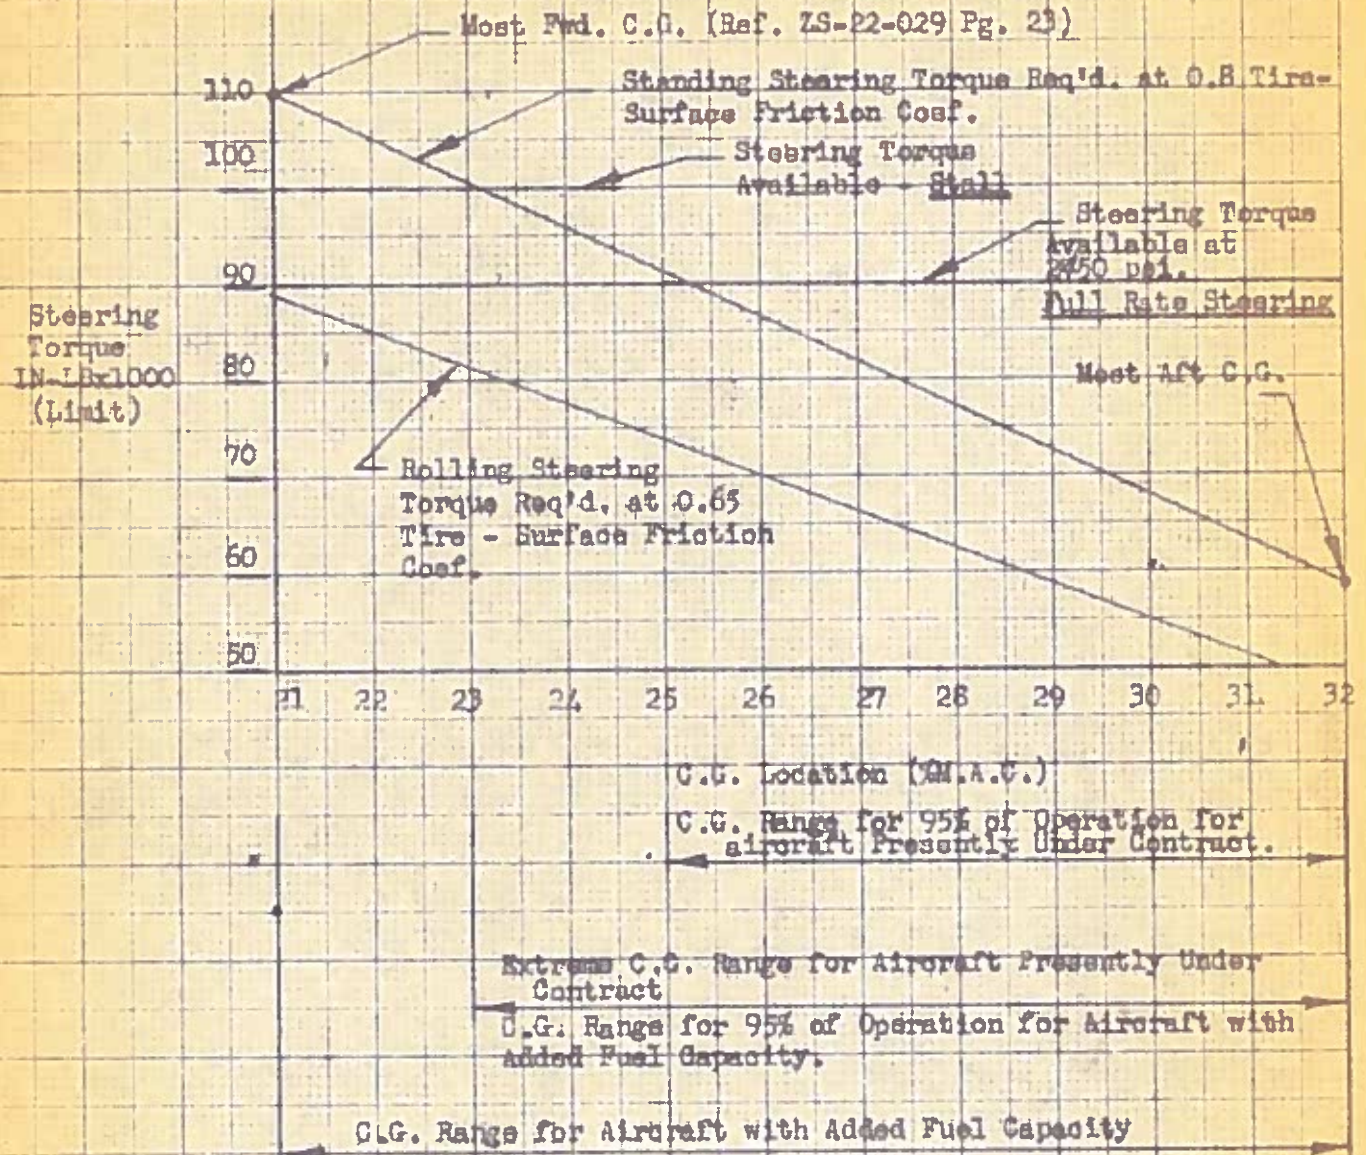 Most Fwd. C.G. (Ref. ZS-22-029 Pg. 23)
110
Standing Steering Torque Req'd. at 0.8 Tire-
Surface Friction Coef.
100
Steering Torque
Available - Stall
Steering Torque
Available at
2450 psi.
Full Rate Steering
90
Steering
Torque
IN-LBx1000
(Limit)
80
Most Aft C.G.
70
Rolling Steering
Torque Req'd. at 0.65
Tire - Surface Friction
Coef.
60
50
21 22 23 24 25 26 27 28 29 30 31 32
C.G. Location (%M.A.C.)
C.G. Range for 95% of Operation for
aircraft Presently Under Contract.
Extreme C.G. Range for Aircraft Presently Under
Contract
C.G. Range for 95% of Operation for Aircraft with
Added Fuel Capacity.
C.G. Range for Aircraft with Added Fuel Capacity